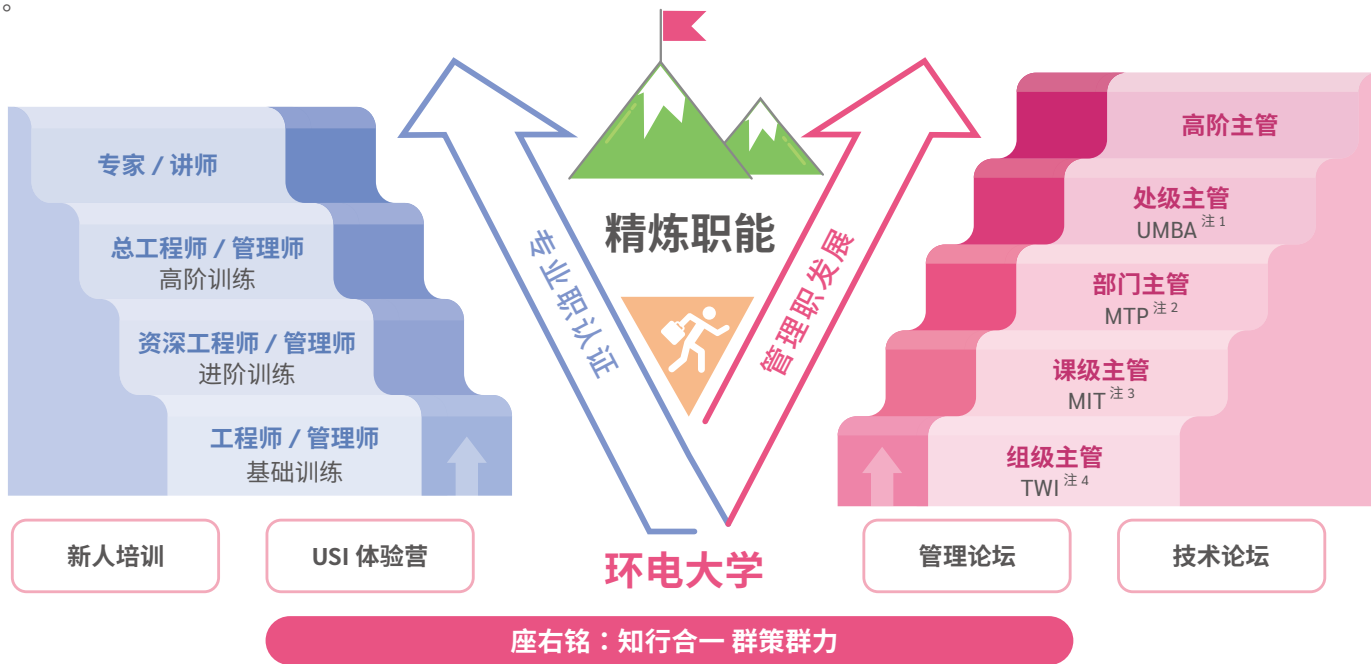 。
专家 / 讲师
总工程师 / 管理师
高阶训练
资深工程师 / 管理师
进阶训练
工程师 / 管理师
基础训练
专业职认证
精炼职能
管理职发展
高阶主管
处级主管
UMBA 注 1
部门主管
MTP 注 2
课级主管
MIT 注 3
组级主管
TWI 注 4
新人培训
USI 体验营
环电大学
管理论坛
技术论坛
座右铭：知行合一 群策群力